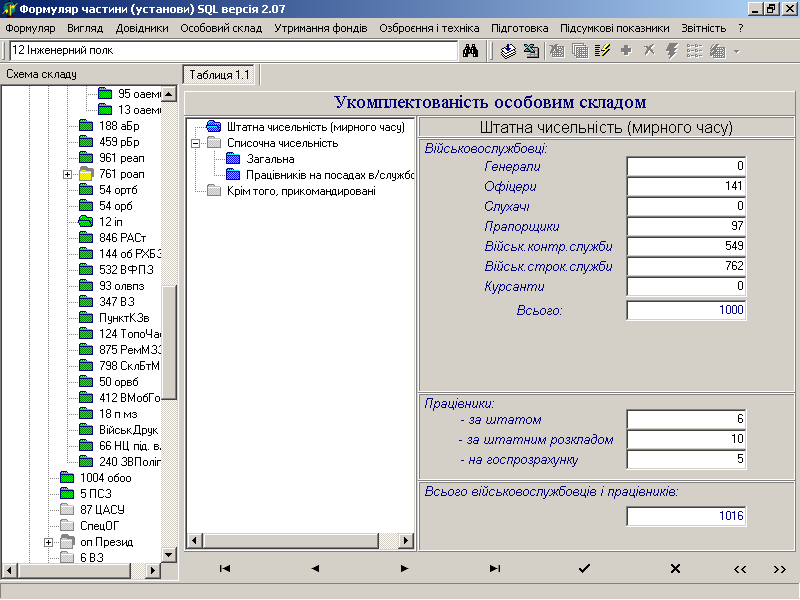 Формуляр частини (установи) SQL версія 2.07
Формуляр Вигляд Довідники Особовий склад Утримання фондів Озброєння і техніка Підготовка Підсумкові показники Звітність ?
12 Інженерний полк
Схема складу
Таблиця 1.1
95 оаем
13 оаем
188 аБр
459 рБр
961 реап
761 роап
54 ортб
54 орб
12 іп
846 РАСт
144 об РХБЗ
532 ВФПЗ
93 олвпз
347 ВЗ
ПунктКЗв
124 ТопоЧас
875 РемМЗЗ
798 СклБтМ
50 орвб
412 ВМобГо
18 п мз
ВійськДрук
66 НЦ під. в.
240 ЗВПоліг
1004 обоо
5 ПСЗ
87 ЦАСУ
СпецОГ
оп Презид
6 ВЗ
Укомплектованість особовим складом
Штатна чисельність (мирного часу)
Списочна чисельність
Загальна
Працівників на посадах в/службс
Крім того, прикомандировані
Штатна чисельність (мирного часу)
Військовослужбовці:
Генерали 0
Офіцери 141
Слухачі 0
Прапорщики 97
Військ.контр.служби 549
Військ.строк.служби 762
Курсанти 0
Всього: 1000
Працівники:
- за штатом 6
- за штатним розкладом 10
- на госпрозрахунку 5
Всього військовослужбовців і працівників:
1016
<< >>